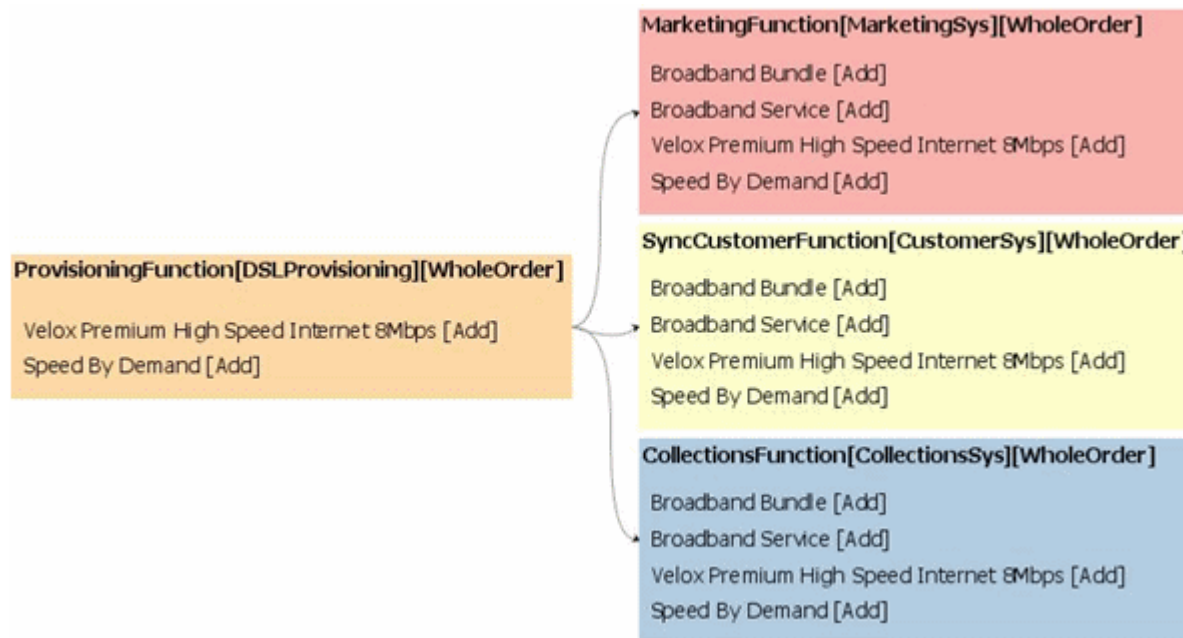 MarketingFunction[MarketingSys][WholeOrder]
Broadband Bundle [Add]
Broadband Service [Add]
Velox Premium High Speed Internet 8Mbps [Add]
Speed By Demand [Add]
ProvisioningFunction[DSLProvisioning][WholeOrder]
Velox Premium High Speed Internet 8Mbps [Add]
Speed By Demand [Add]
SyncCustomerFunction[CustomerSys][WholeOrder]
Broadband Bundle [Add]
Broadband Service [Add]
Velox Premium High Speed Internet 8Mbps [Add]
Speed By Demand [Add]
CollectionsFunction[CollectionsSys][WholeOrder]
Broadband Bundle [Add]
Broadband Service [Add]
Velox Premium High Speed Internet 8Mbps [Add]
Speed By Demand [Add]